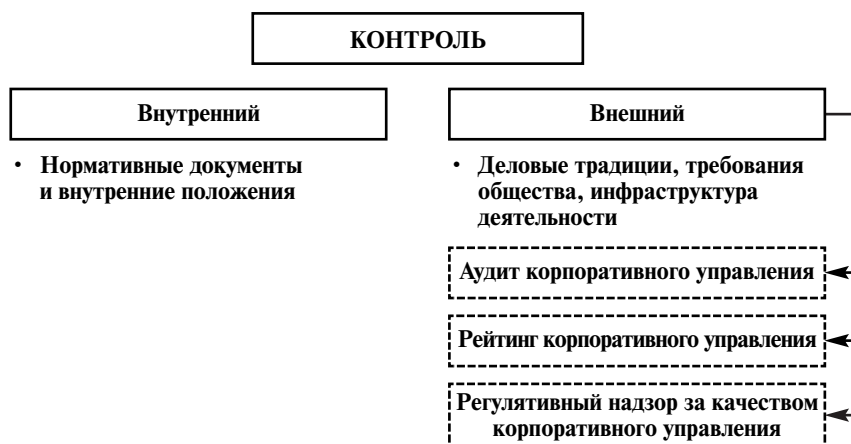 КОНТРОЛЬ
Внутренний
• Нормативные документы
и внутренние положения
Внешний
• Деловые традиции, требования
общества, инфраструктура
деятельности
Аудит корпоративного управления
Рейтинг корпоративного управления
Регулятивный надзор за качеством
корпоративного управления